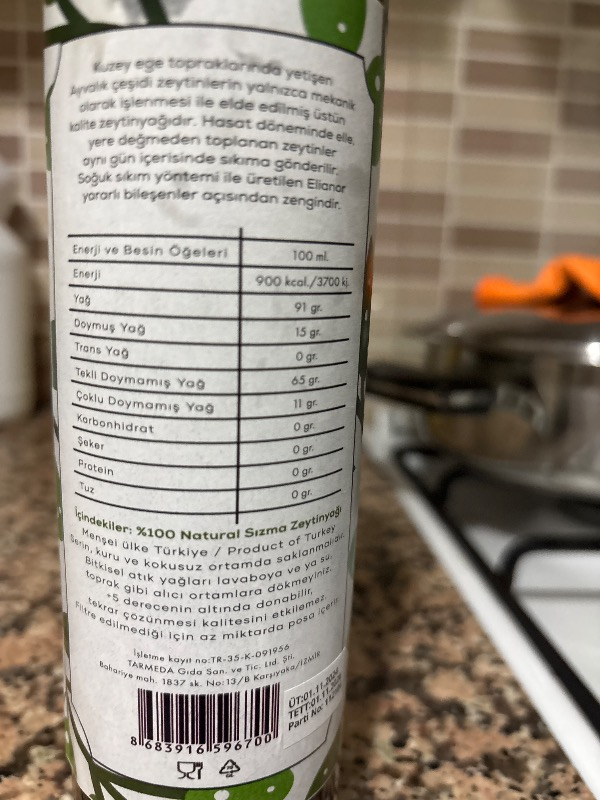 Kuzey ege topraklarında yetişen
Ayvalık çeşidi zeytinlerin yalnızca mekanik
olarak işlenmesi ile elde edilmiş üstün
kalite zeytinyağıdır. Hasat döneminde elle,
yere değmeden toplanan zeytinler
aynı gün içerisinde sıkıma gönderilir.
Soğuk sıkım yöntemi ile üretilen Elianor
yararlı bileşenler açısından zengindir.
Enerji ve Besin Öğeleri 100 ml.
Enerji 900 kcal./3700 kj.
Yağ 91 gr.
Doymuş Yağ 15 gr.
Trans Yağ 0 gr.
Tekli Doymamış Yağ 65 gr.
Çoklu Doymamış Yağ 11 gr.
Karbonhidrat 0 gr.
Şeker 0 gr.
Protein 0 gr.
Tuz 0 gr.
İçindekiler: %100 Natural Sızma Zeytinyağı
Menşei ülke Türkiye / Product of Turkey
Serin, kuru ve kokusuz ortamda saklanmalıdır.
Bitkisel atık yağları lavaboya ve ya su,
toprak gibi alıcı ortamlara dökmeyiniz.
+5 derecenin altında donabilir,
tekrar çözünmesi kalitesini etkilemez.
Filtre edilmediği için az miktarda posa içerir.
İşletme kayıt no:TR-35-K-091956
TARMEDA Gıda San. ve Tic. Ltd. Şti.
Bahariye mah. 1837 sk. No:13/B Karşıyaka/İZMİR
ÜT:01.11.
TETT:01.11.
Parti No:
8 683916 596700